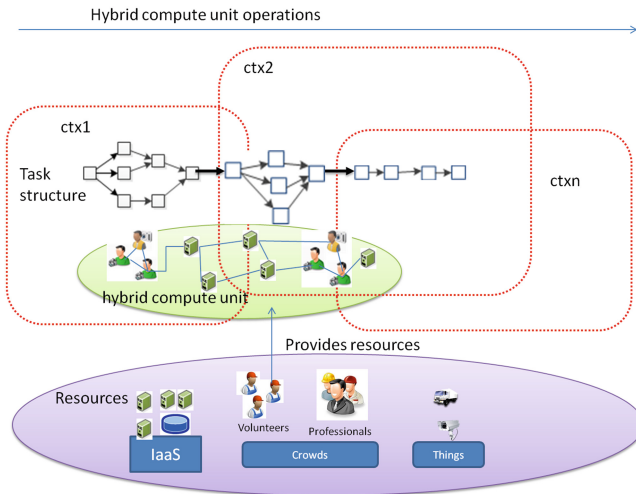 Hybrid compute unit operations
ctx2
ctx1
Task
structure
ctxn
hybrid compute unit
Provides resources
Resources
Volunteers
Professionals
IaaS
Crowds
Things